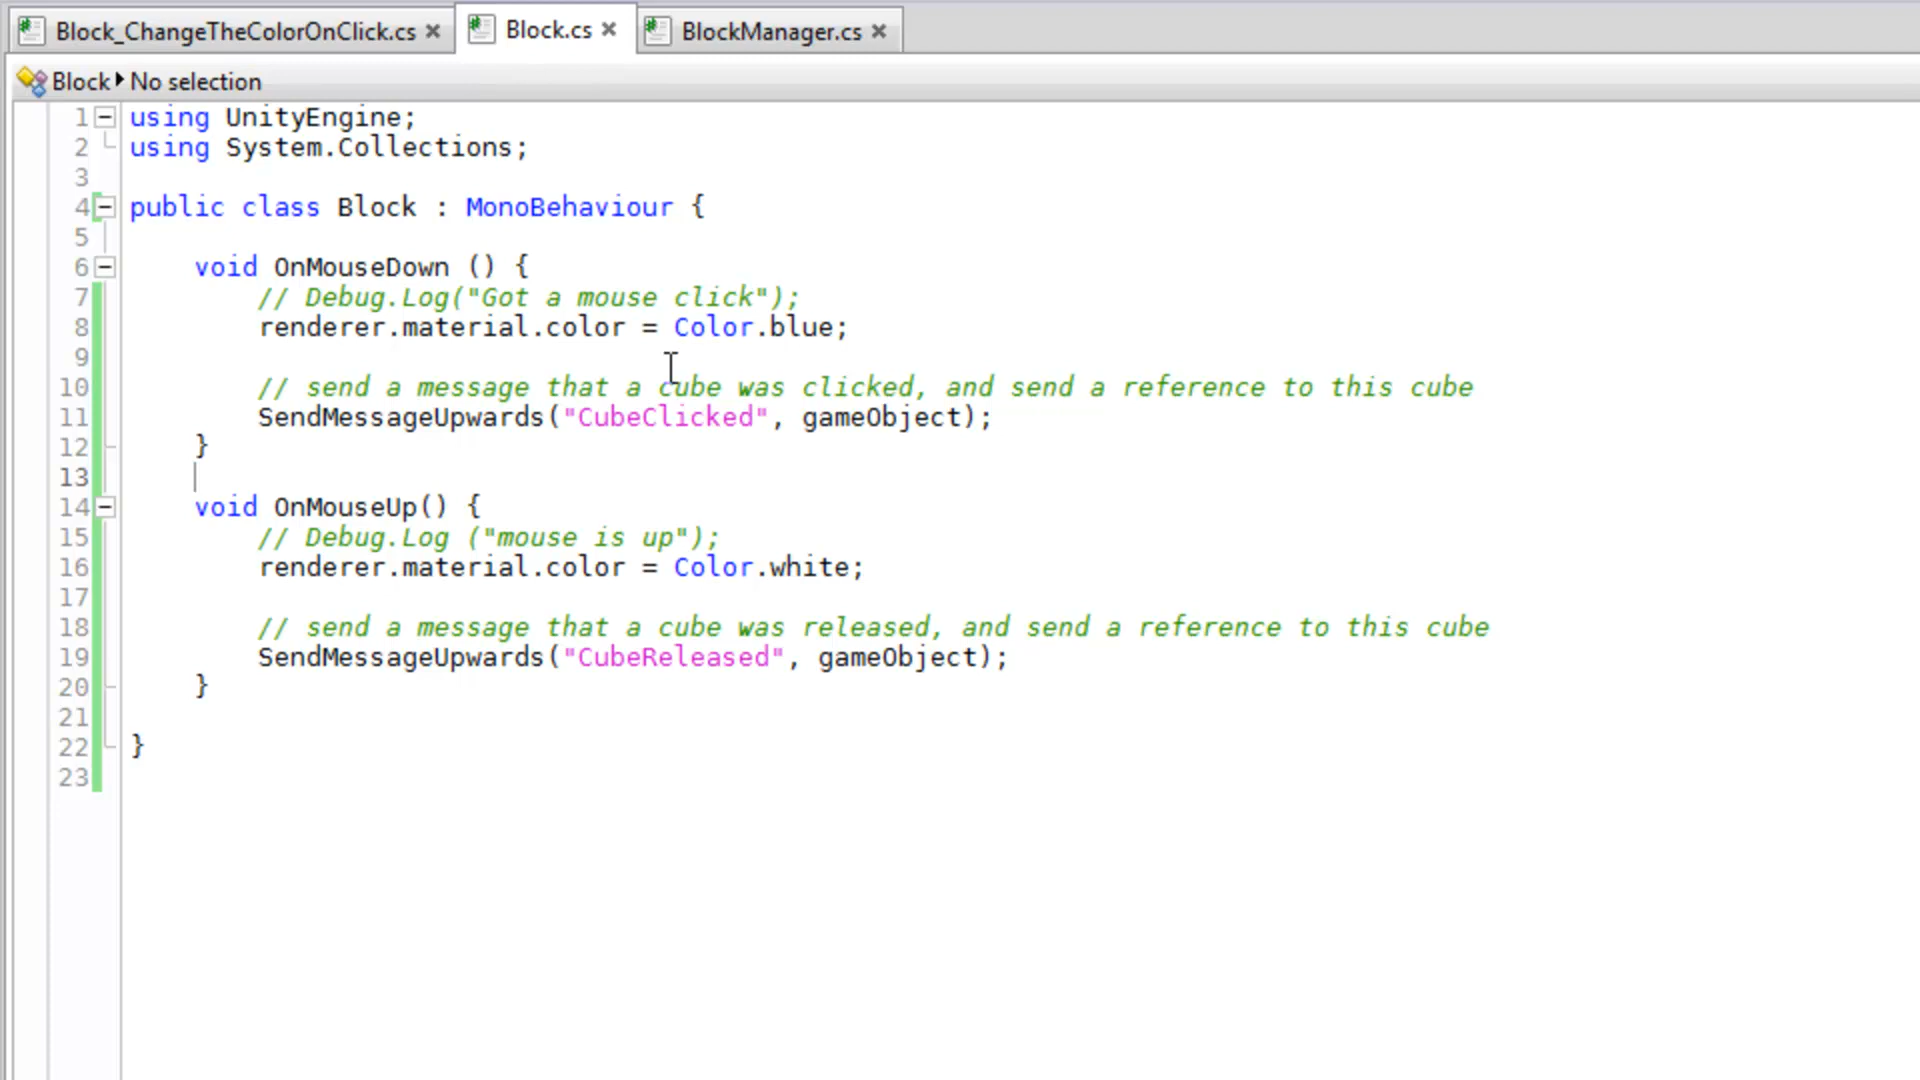 Block_ChangeTheColorOnClick.cs Block.cs BlockManager.cs
Block No selection
1 using UnityEngine;
2 using System.Collections;
3
4 public class Block : MonoBehaviour {
5
6 void OnMouseDown () {
7 // Debug.Log("Got a mouse click");
8 renderer.material.color = Color.blue;
9
10 // send a message that a cube was clicked, and send a reference to this cube
11 SendMessageUpwards("CubeClicked", gameObject);
12 }
13
14 void OnMouseUp() {
15 // Debug.Log ("mouse is up");
16 renderer.material.color = Color.white;
17
18 // send a message that a cube was released, and send a reference to this cube
19 SendMessageUpwards("CubeReleased", gameObject);
20 }
21
22 }
23